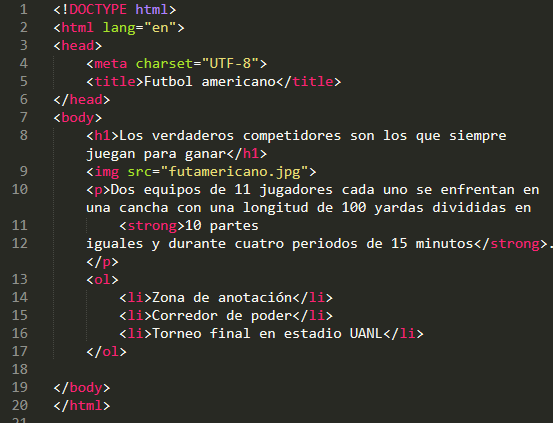 1 <!DOCTYPE html>
2 <html lang="en">
3 <head>
4 <meta charset="UTF-8">
5 <title>Futbol americano</title>
6 </head>
7 <body>
8 <h1>Los verdaderos competidores son los que siempre
juegan para ganar</h1>
9 <img src="futamericano.jpg">
10 <p>Dos equipos de 11 jugadores cada uno se enfrentan en
una cancha con una longitud de 100 yardas divididas en
11 <strong>10 partes
12 iguales y durante cuatro periodos de 15 minutos</strong>.
</p>
13 <ol>
14 <li>Zona de anotación</li>
15 <li>Corredor de poder</li>
16 <li>Torneo final en estadio UANL</li>
17 </ol>
18
19 </body>
20 </html>
21